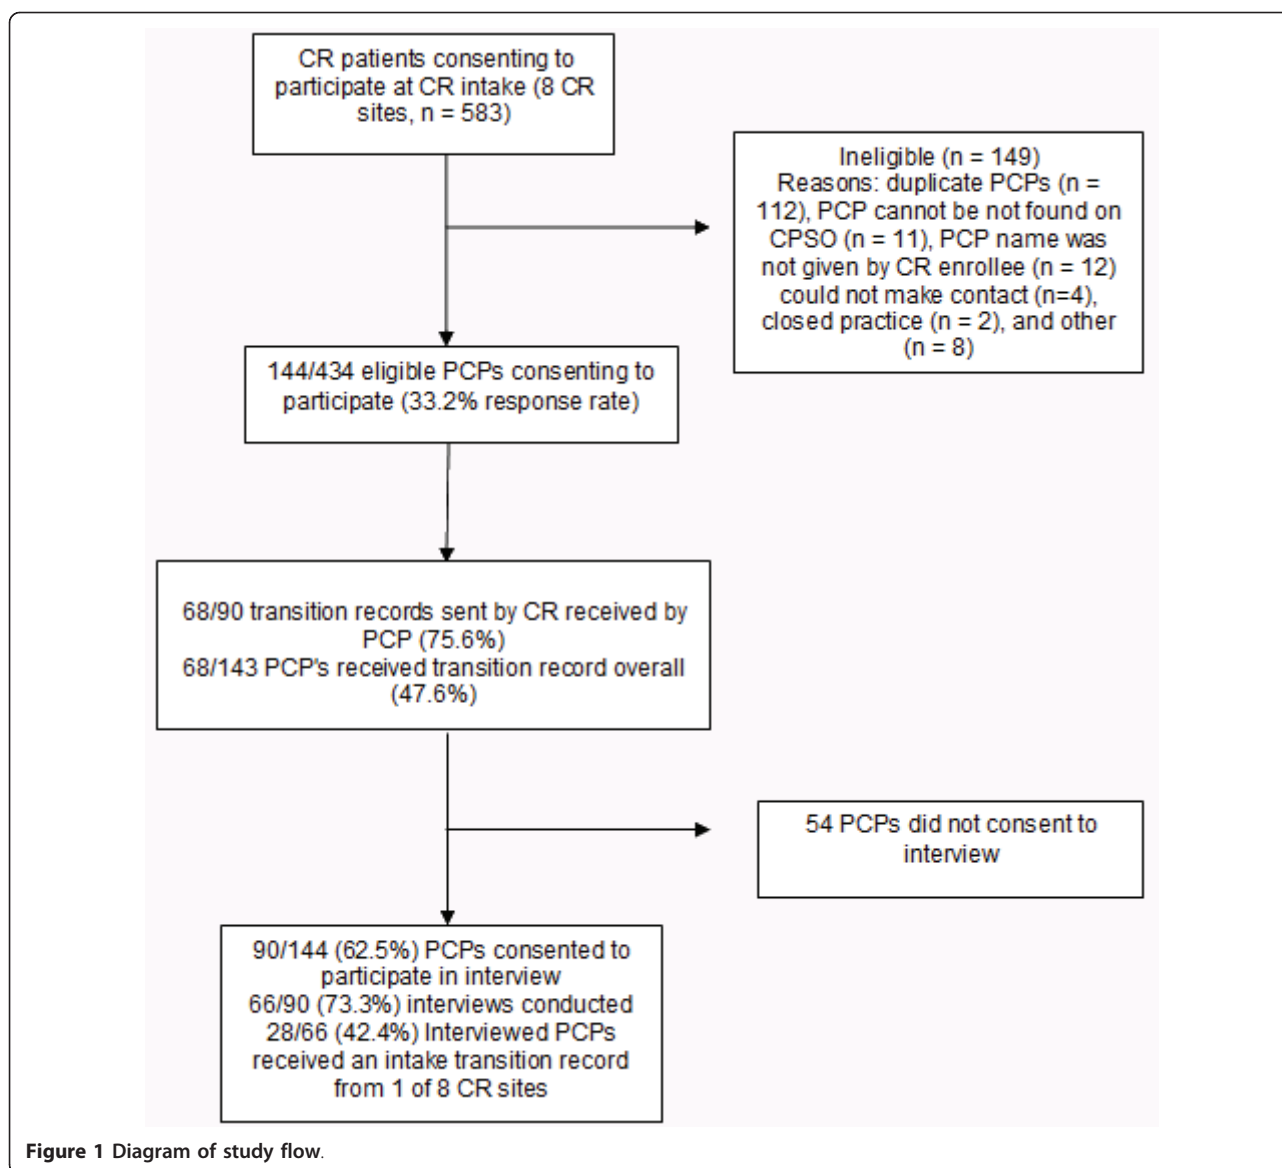 CR patients consenting to
participate at CR intake (8 CR
sites, n = 583)
Ineligible (n = 149)
Reasons: duplicate PCPs (n =
112), PCP cannot be not found on
CPSO (n = 11), PCP name was
not given by CR enrollee (n = 12)
could not make contact (n=4),
closed practice (n = 2), and other
(n = 8)
144/434 eligible PCPs consenting to
participate (33.2% response rate)
68/90 transition records sent by CR received by
PCP (75.6%)
68/143 PCP's received transition record overall
(47.6%)
54 PCPs did not consent to
interview
90/144 (62.5%) PCPs consented to
participate in interview
66/90 (73.3%) interviews conducted
28/66 (42.4%) Interviewed PCPs
received an intake transition record
from 1 of 8 CR sites
Figure 1 Diagram of study flow.